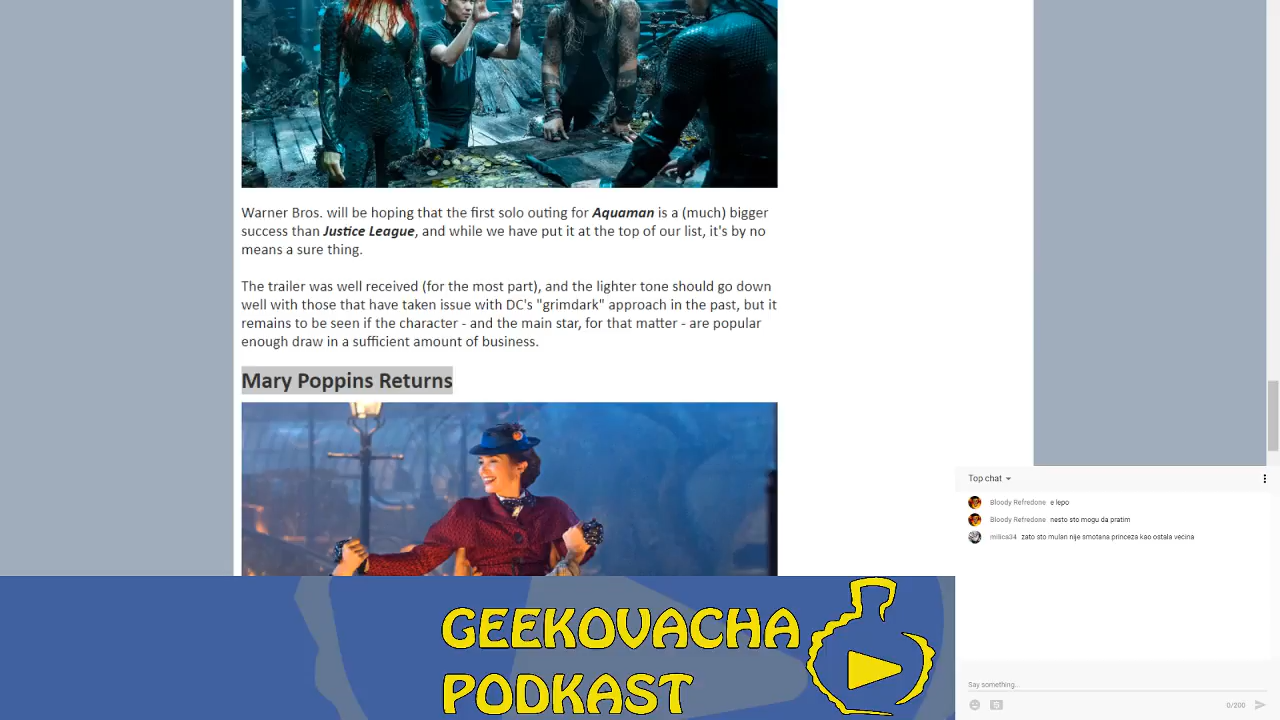 Warner Bros. will be hoping that the first solo outing for Aquaman is a (much) bigger
success than Justice League, and while we have put it at the top of our list, it's by no
means a sure thing.
The trailer was well received (for the most part), and the lighter tone should go down
well with those that have taken issue with DC's "grimdark" approach in the past, but it
remains to be seen if the character - and the main star, for that matter - are popular
enough draw in a sufficient amount of business.
Mary Poppins Returns
Top chat
Bloody Refredone e lepo
Bloody Refredone nesto sto mogu da pratim
milica34 zato sto mulan nije smotana princeza kao ostala vecina
Say something...
0/200
GEEKOVACHA
PODKAST